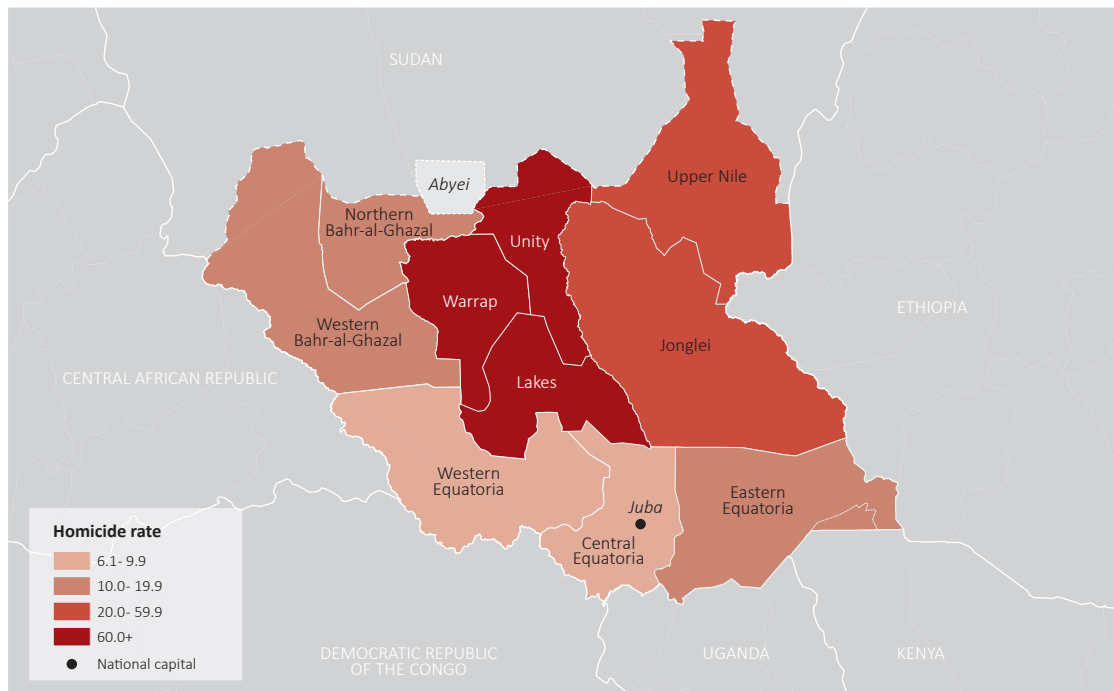 SUDAN
Upper Nile
Abyei
Northern
Bahr-al-Ghazal
Unity
Warrap
ETHIOPIA
Western
Bahr-al-Ghazal
Jonglei
CENTRAL AFRICAN REPUBLIC
Lakes
Western
Equatoria
Eastern
Equatoria
Juba
Central
Equatoria
Homicide rate
6.1- 9.9
10.0- 19.9
20.0- 59.9
60.0+
National capital
DEMOCRATIC REPUBLIC
OF THE CONGO
UGANDA
KENYA